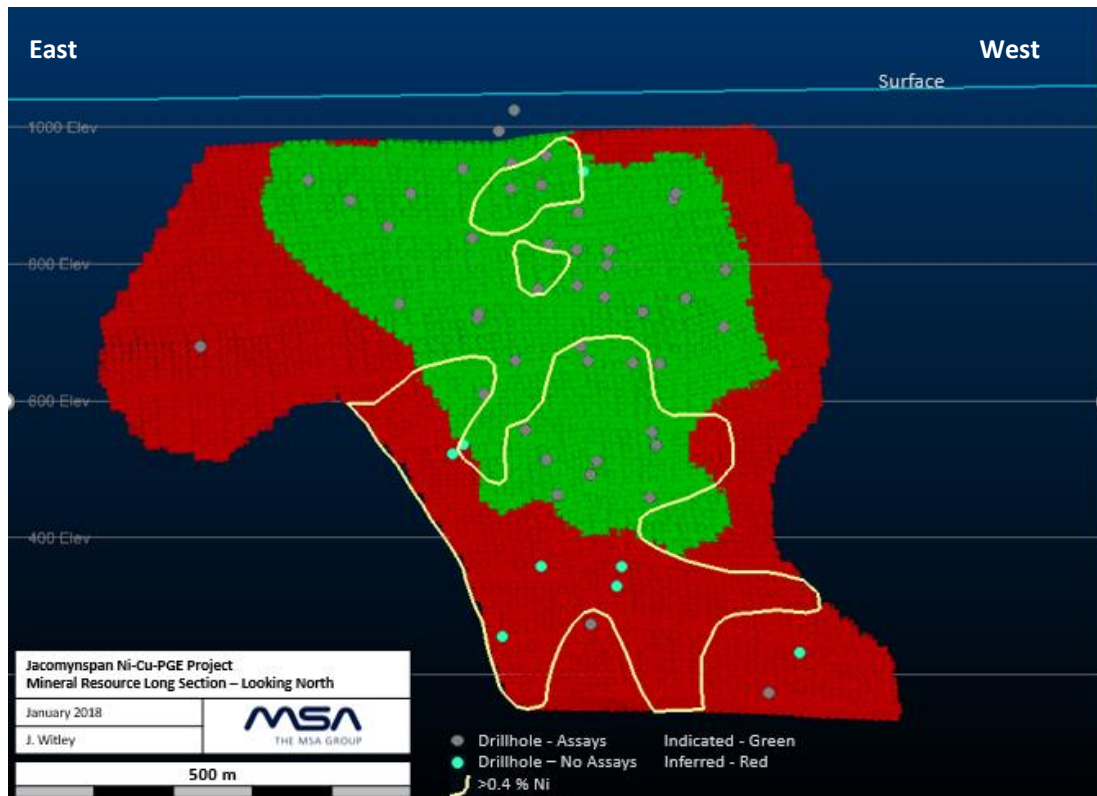 East
West
Surface
1000 Elev
800 Elev
600 Elev
400 Elev
Jacomynspan Ni-Cu-PGE Project
Mineral Resource Long Section – Looking North
January 2018
J. Witley
MSA
THE MSA GROUP
500 m
Drillhole - Assays
Indicated - Green
Drillhole – No Assays
Inferred - Red
>0.4 % Ni